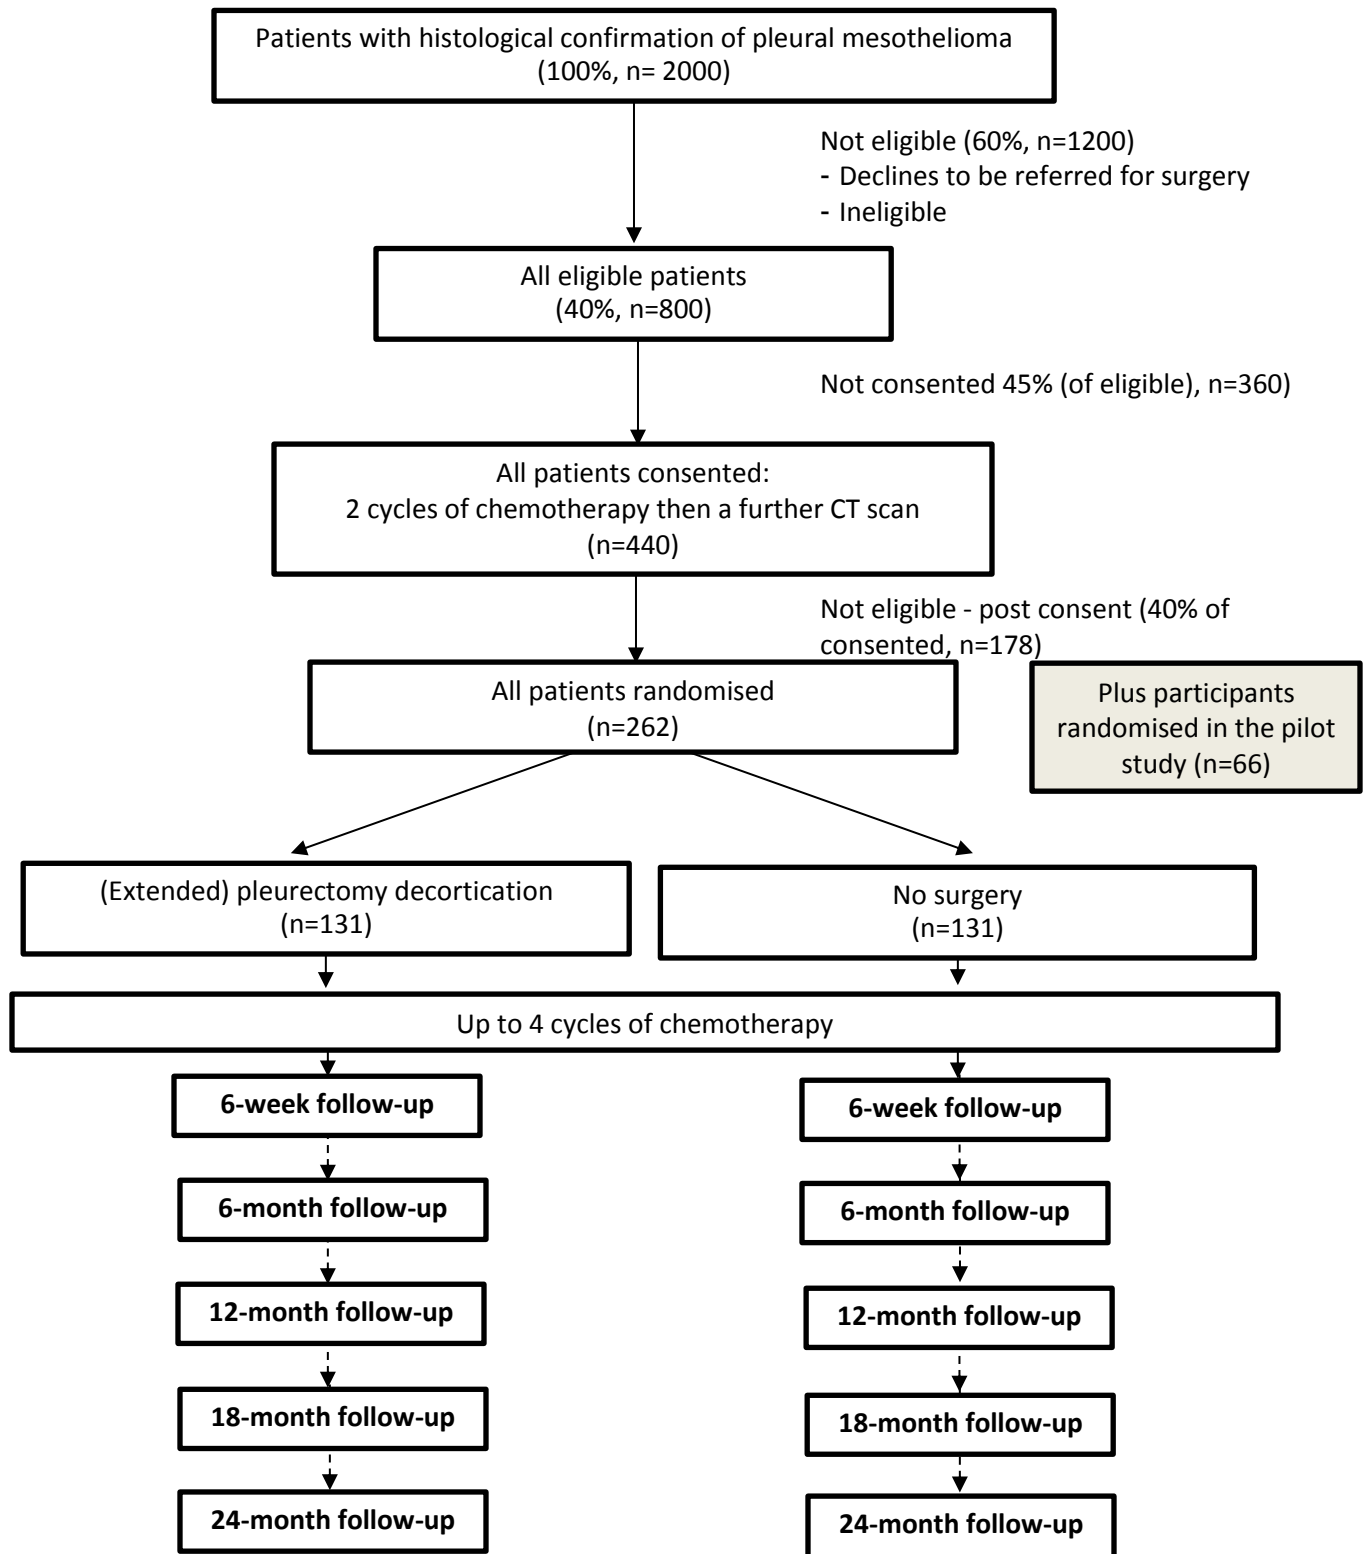 Patients with histological confirmation of pleural mesothelioma
(100%, n= 2000)
Not eligible (60%, n=1200)
- Declines to be referred for surgery
- Ineligible
All eligible patients
(40%, n=800)
Not consented 45% (of eligible), n=360)
All patients consented:
2 cycles of chemotherapy then a further CT scan
(n=440)
Not eligible - post consent (40% of
consented, n=178)
All patients randomised
(n=262)
Plus participants
randomised in the pilot
study (n=66)
(Extended) pleurectomy decortication
(n=131)
No surgery
(n=131)
Up to 4 cycles of chemotherapy
6-week follow-up
6-month follow-up
12-month follow-up
18-month follow-up
24-month follow-up
6-week follow-up
6-month follow-up
12-month follow-up
18-month follow-up
24-month follow-up